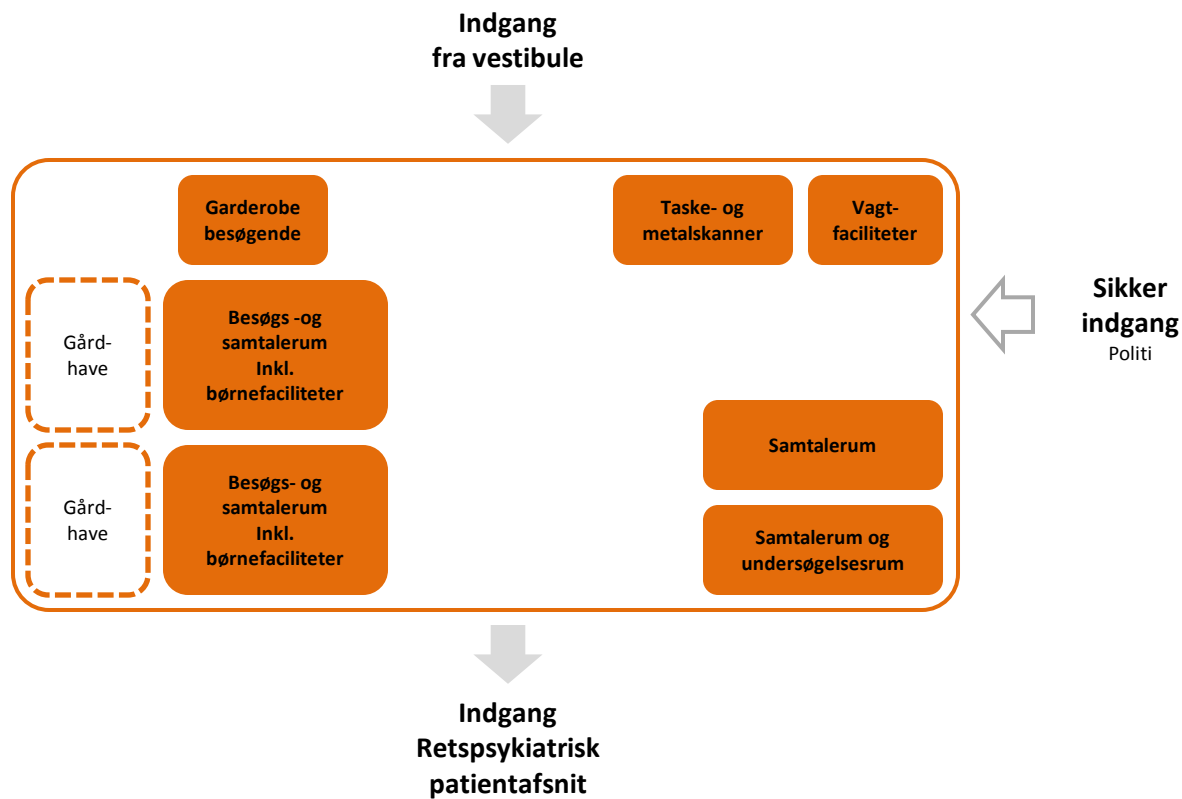 Indgang
fra vestibule
Garderobe
besøgende
Taske- og
metalskanner
Vagt-
faciliteter
Sikker
indgang
Politi
Gård-
have
Besøgs -og
samtalerum
Inkl.
børnefaciliteter
Samtalerum
Gård-
have
Besøgs- og
samtalerum
Inkl.
børnefaciliteter
Samtalerum og
undersøgelsesrum
Indgang
Retspsykiatrisk
patientafsnit